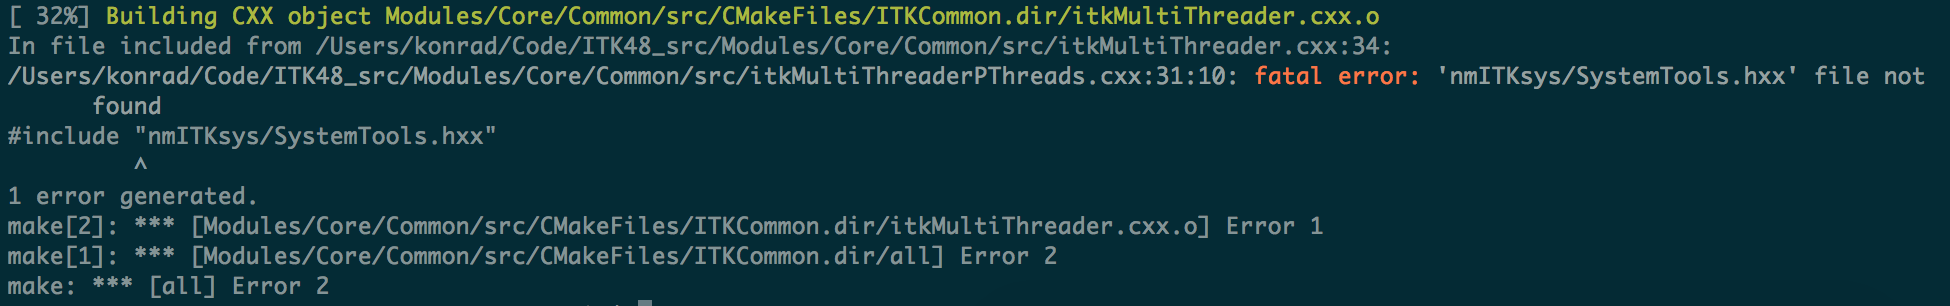 [ 32%] Building CXX object Modules/Core/Common/src/CMakeFiles/ITKCommon.dir/itkMultiThreader.cxx.o
In file included from /Users/konrad/Code/ITK48_src/Modules/Core/Common/src/itkMultiThreader.cxx:34:
/Users/konrad/Code/ITK48_src/Modules/Core/Common/src/itkMultiThreaderPThreads.cxx:31:10: fatal error: 'nmITKsys/SystemTools.hxx' file not
found
#include "nmITKsys/SystemTools.hxx"
^
1 error generated.
make[2]: *** [Modules/Core/Common/src/CMakeFiles/ITKCommon.dir/itkMultiThreader.cxx.o] Error 1
make[1]: *** [Modules/Core/Common/src/CMakeFiles/ITKCommon.dir/all] Error 2
make: *** [all] Error 2